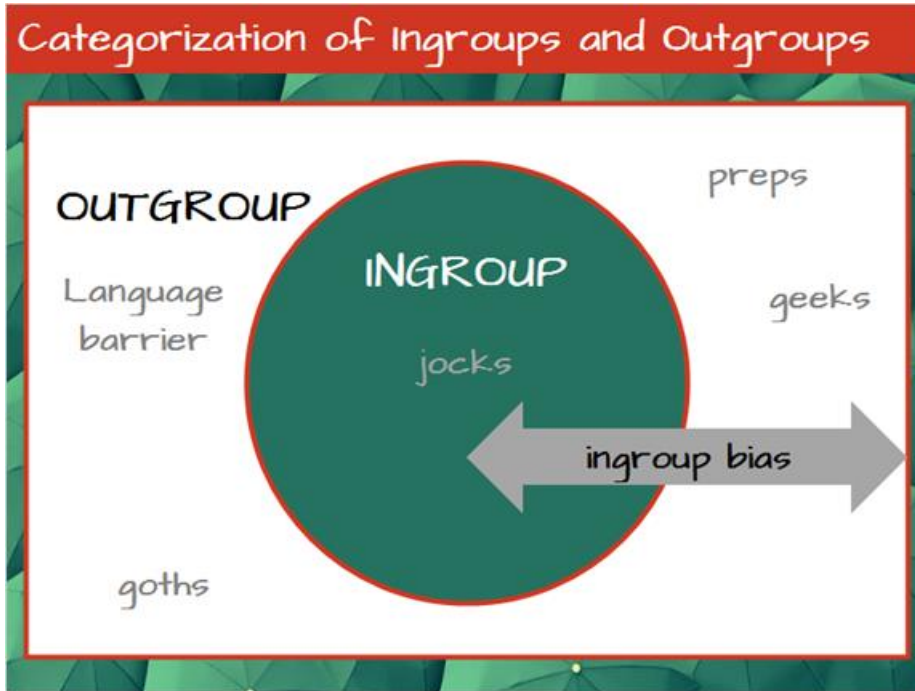 Categorization of Ingroups and Outgroups
OUTGROUP
Language
barrier
goths
INGROUP
jocks
preps
geeks
ingroup bias